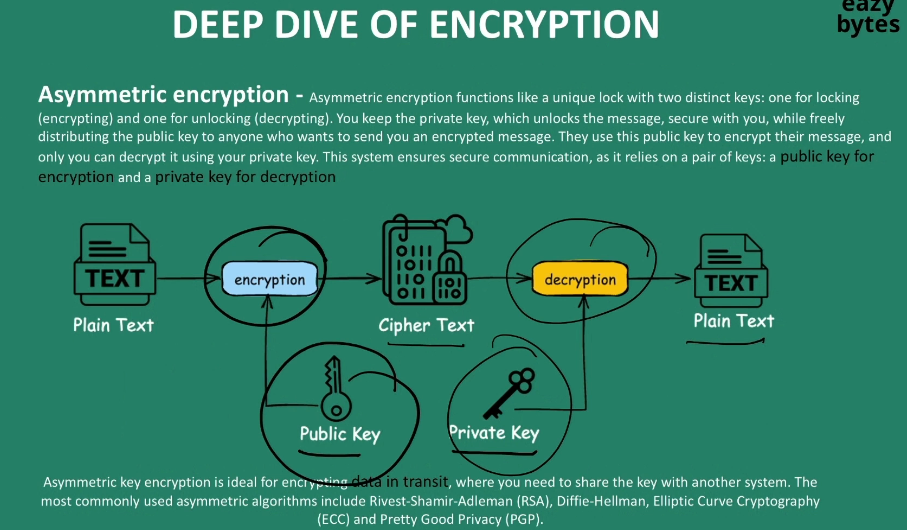 DEEP DIVE OF ENCRYPTION
eazy
bytes
Asymmetric encryption - Asymmetric encryption functions like a unique lock with two distinct keys: one for locking
(encrypting) and one for unlocking (decrypting). You keep the private key, which unlocks the message, secure with you, while freely
distributing the public key to anyone who wants to send you an encrypted message. They use this public key to encrypt their message, and
only you can decrypt it using your private key. This system ensures secure communication, as it relies on a pair of keys: a public key for
encryption and a private key for decryption
TEXT
encryption
decryption
TEXT
Plain Text
Cipher Text
Plain Text
Public Key
Private Key
Asymmetric key encryption is ideal for encrypting data in transit, where you need to share the key with another system. The
most commonly used asymmetric algorithms include Rivest-Shamir-Adleman (RSA), Diffie-Hellman, Elliptic Curve Cryptography
(ECC) and Pretty Good Privacy (PGP).